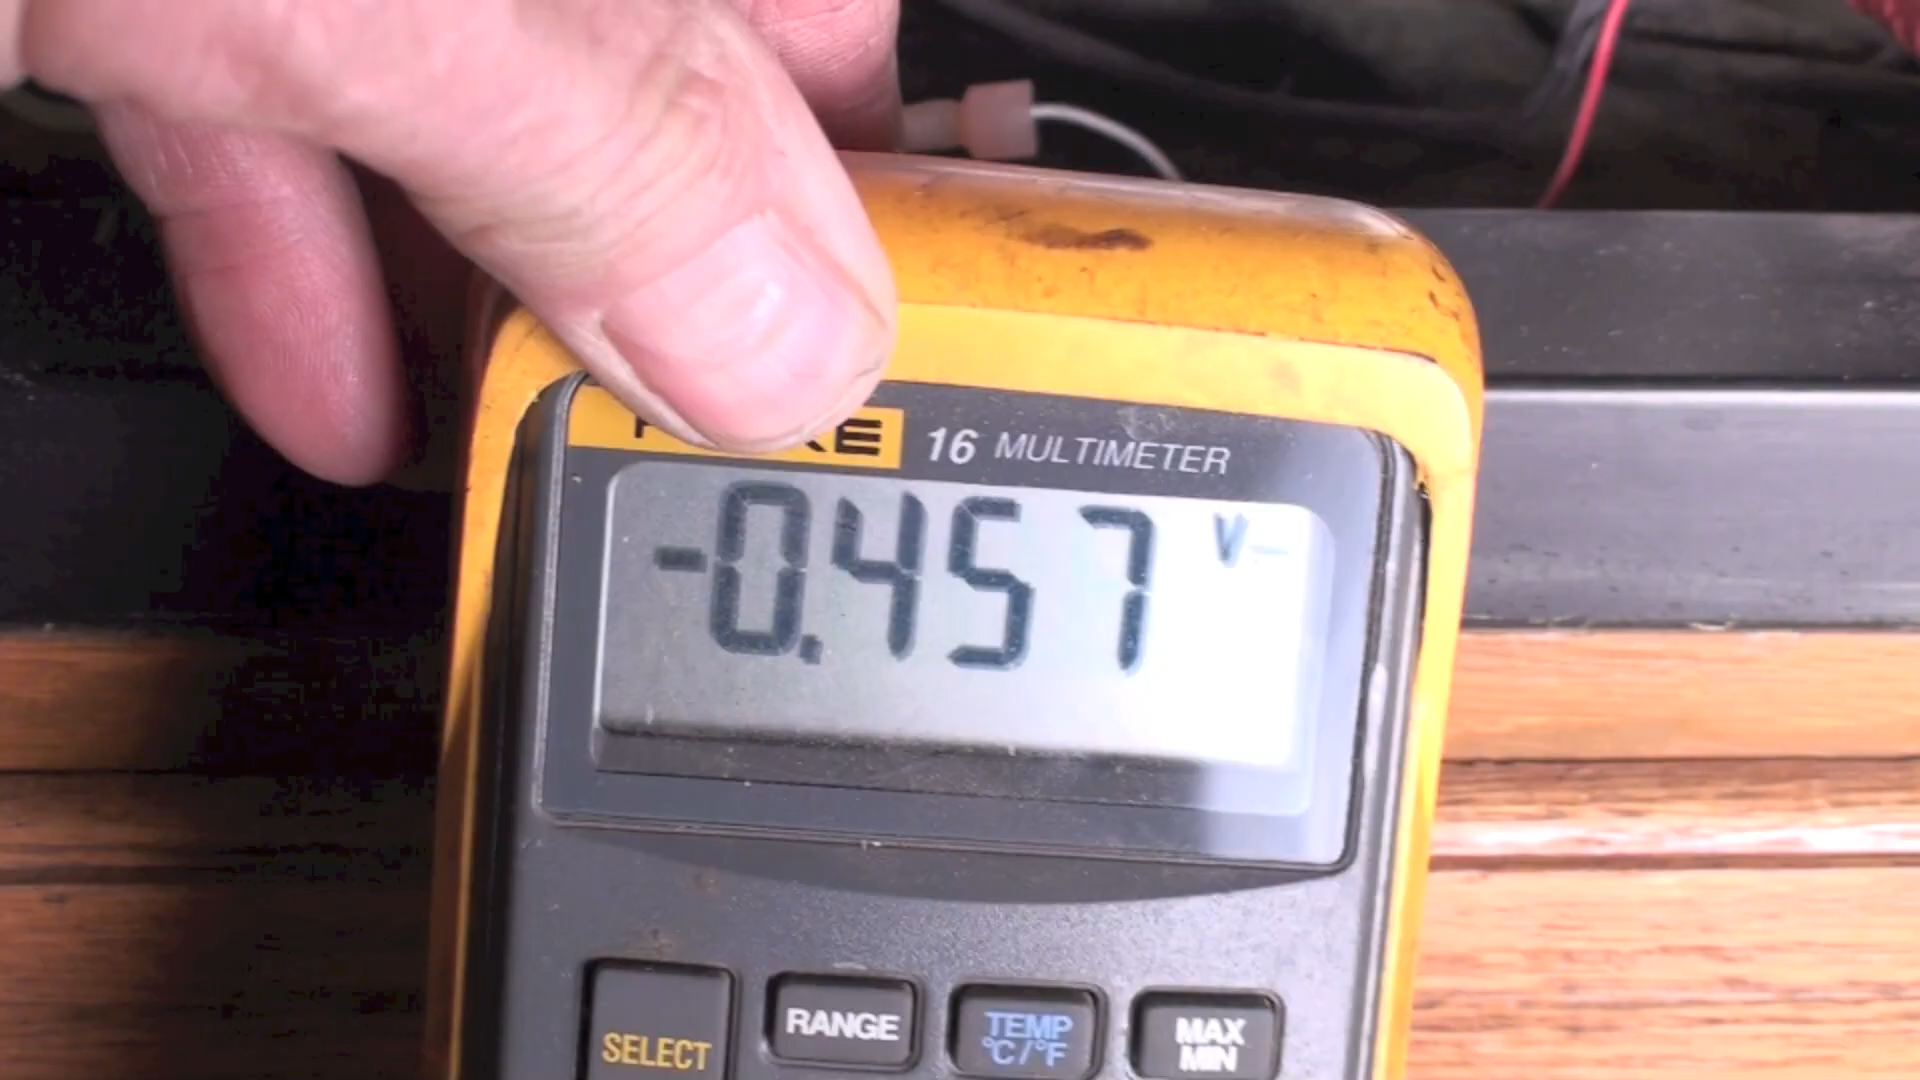 16 MULTIMETER
-0.457 V
SELECT
RANGE
TEMP
°C/°F
MAX
MIN